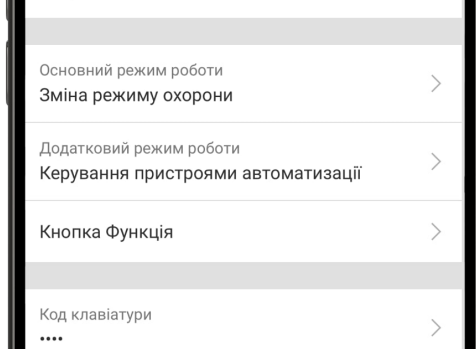 Основний режим роботи
Зміна режиму охорони
Додатковий режим роботи
Керування пристроями автоматизації
Кнопка Функція
Код клавіатури
••••